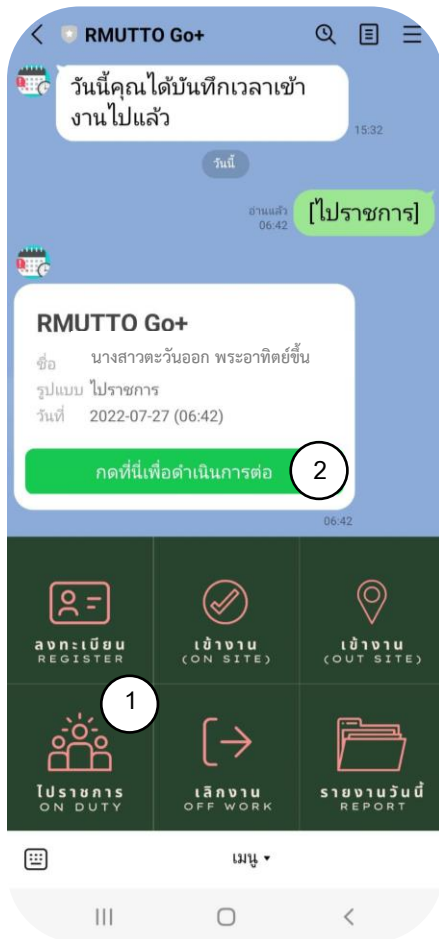 RMUTTO Go+
วันนี้คุณได้บันทึกเวลาเข้า
งานไปแล้ว
15:32
วันนี้
อ่านแล้ว
06:42
[ไปราชการ]
RMUTTO Go+
ชื่อ นางสาวตะวันออก พระอาทิตย์ขึ้น
รูปแบบ ไปราชการ
วันที่ 2022-07-27 (06:42)
กดที่นี่เพื่อดำเนินการต่อ
2
06:42
ลงทะเบียน
REGISTER
เข้างาน
(ON SITE)
เข้างาน
(OUT SITE)
1
ไปราชการ
ON DUTY
เลิกงาน
OFF WORK
รายงานวันนี้
REPORT
เมนู